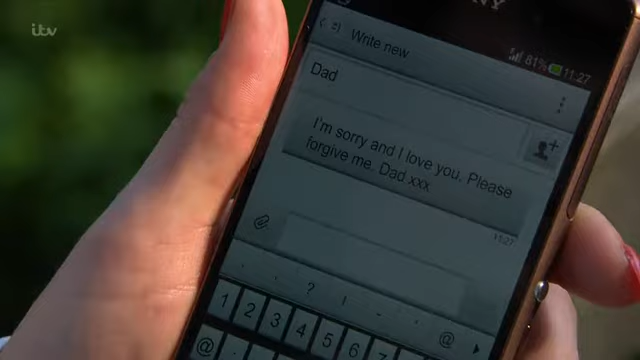 itv
NY
Write new
81% 11:27
Dad
I'm sorry and I love you. Please
forgive me. Dad xxx
11:27
. , ? ! - @
1 2 3 4 5 6 7
@